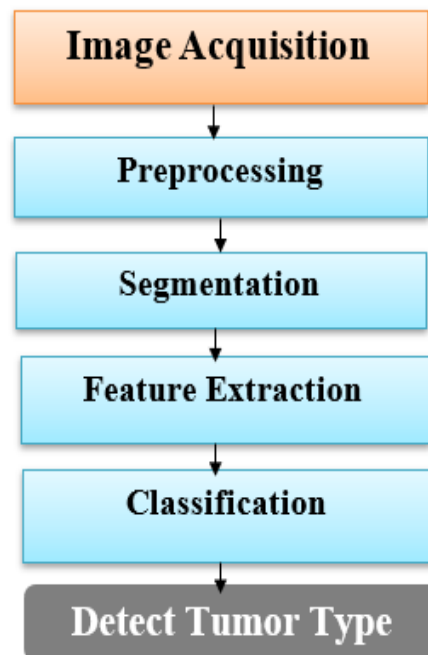 Image Acquisition
Preprocessing
Segmentation
Feature Extraction
Classification
Detect Tumor Type